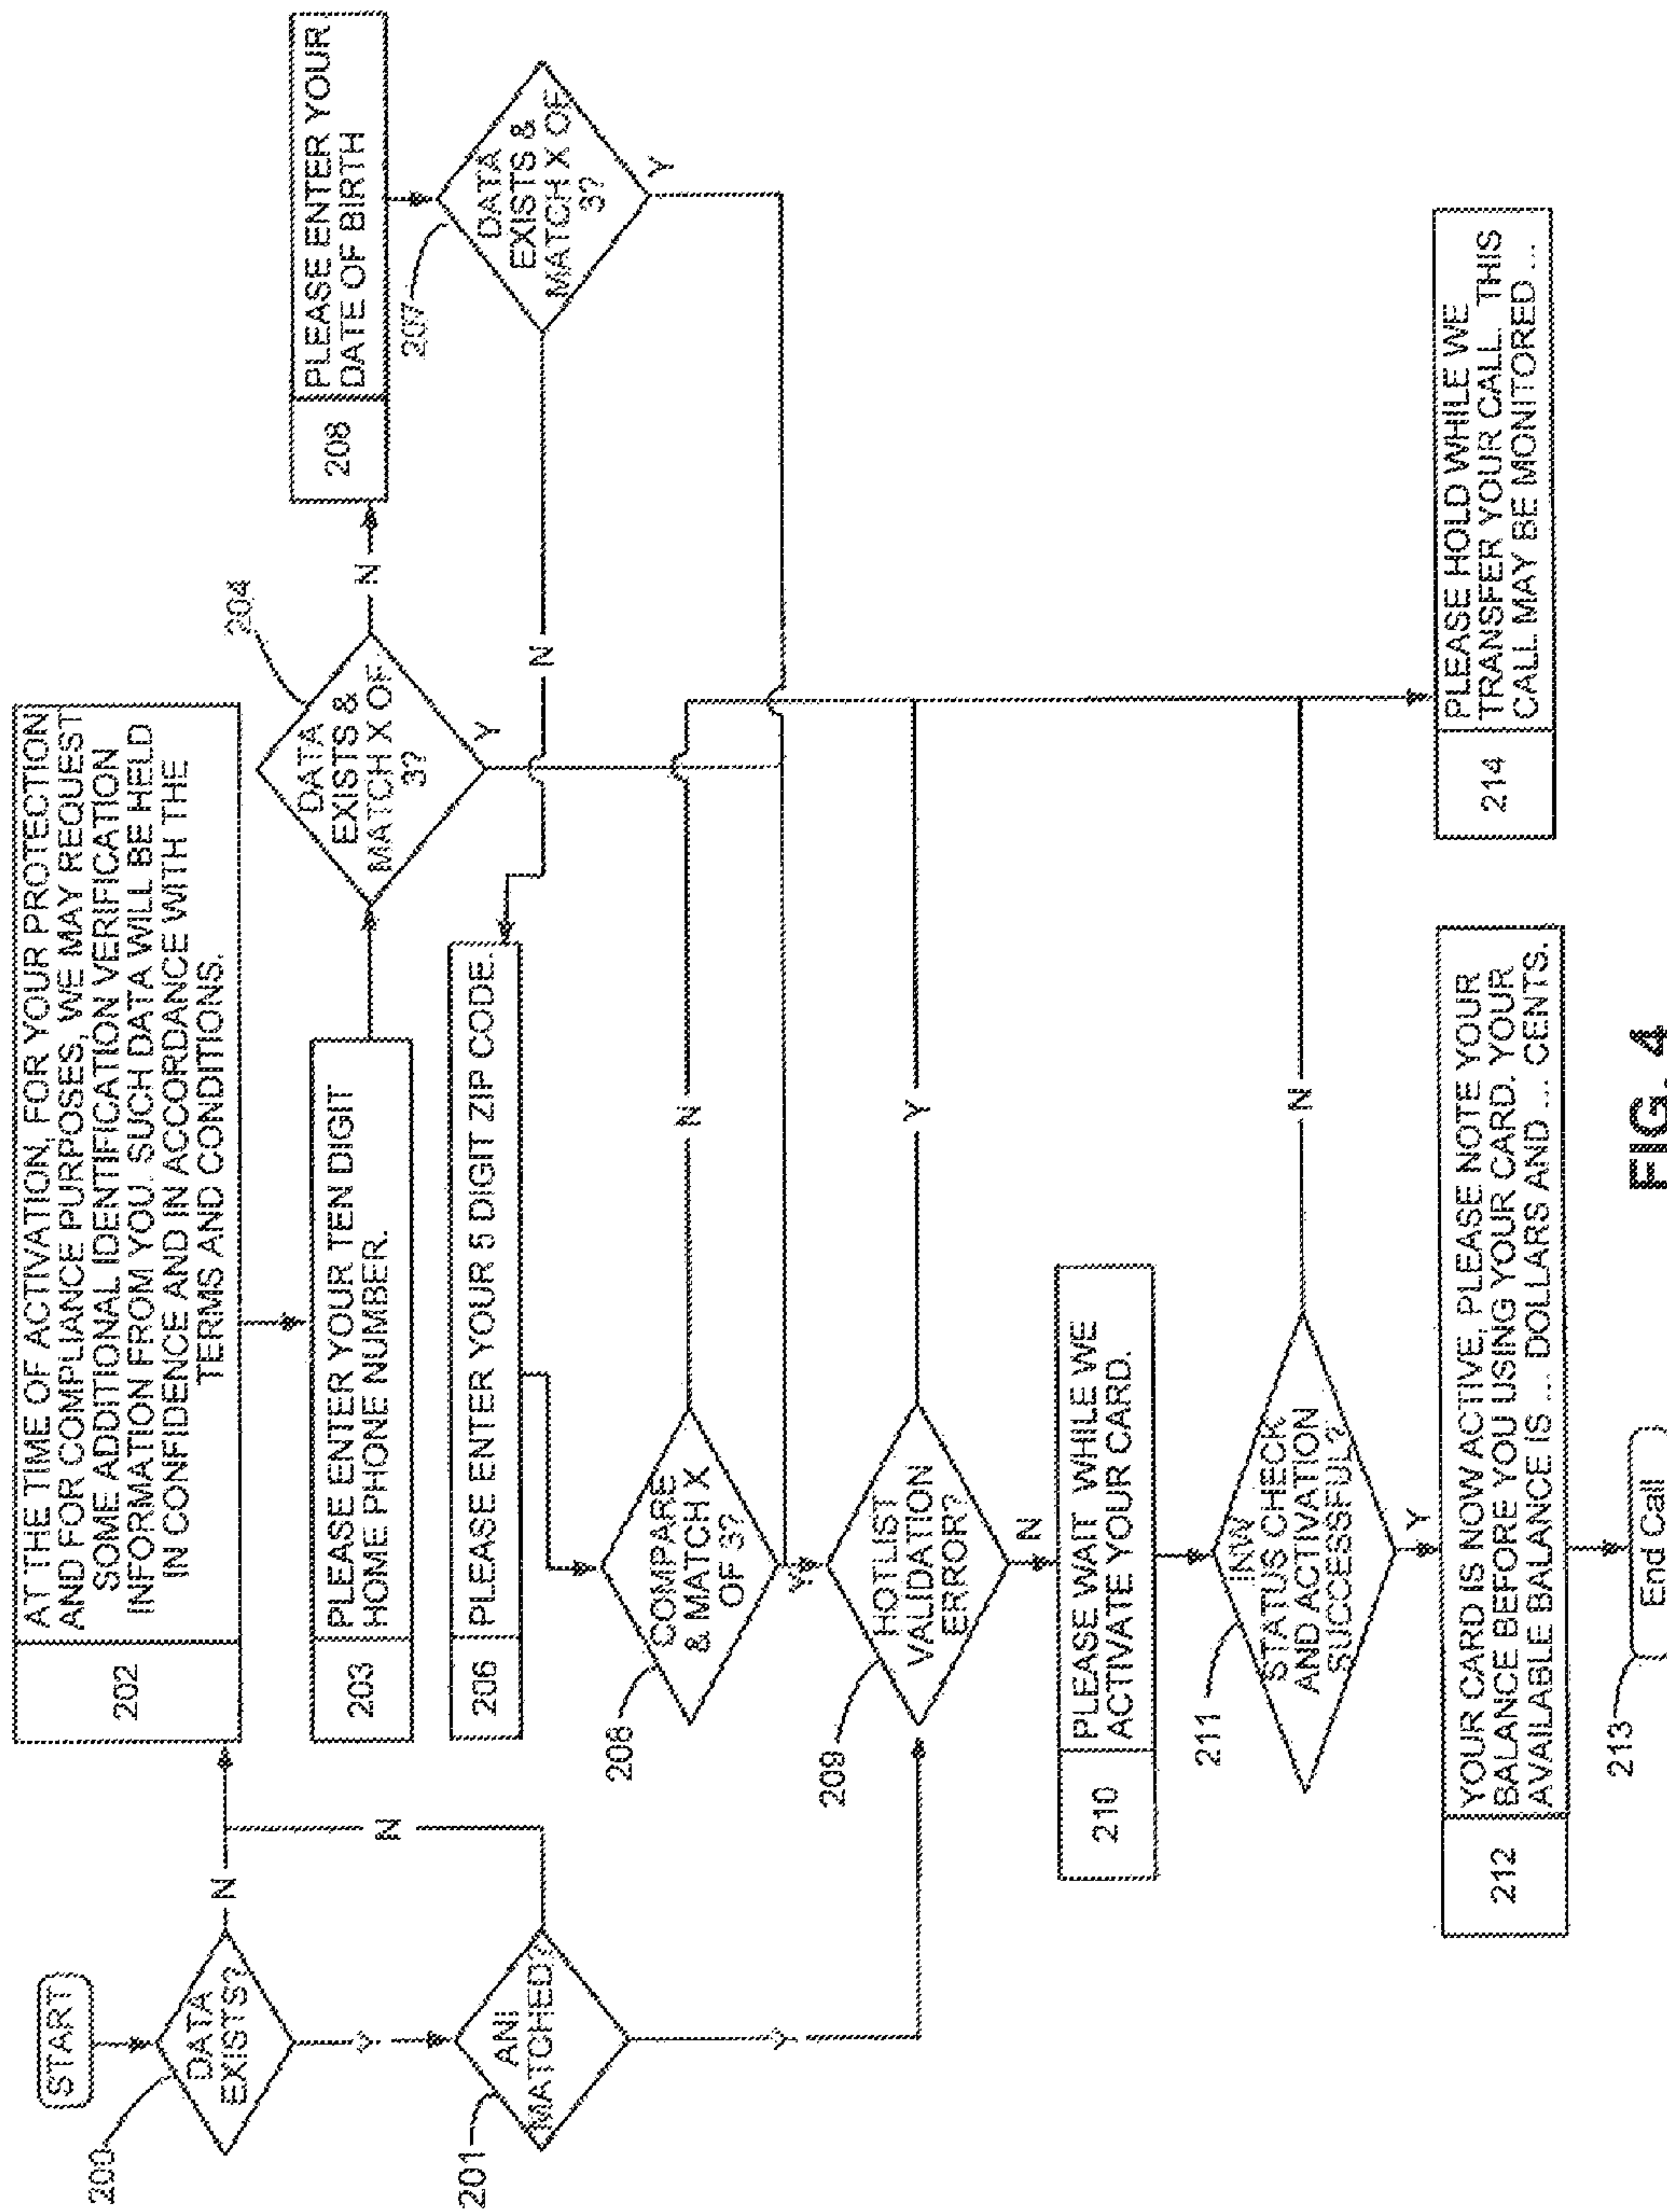 START
200
DATA
EXISTS?
N
Y
201
ANI
MATCHED?
N
Y
202
AT THE TIME OF ACTIVATION, FOR YOUR PROTECTION
AND FOR COMPLIANCE PURPOSES, WE MAY REQUEST
SOME ADDITIONAL IDENTIFICATION VERIFICATION
INFORMATION FROM YOU. SUCH DATA WILL BE HELD
IN CONFIDENCE AND IN ACCORDANCE WITH THE
TERMS AND CONDITIONS.
203
PLEASE ENTER YOUR TEN DIGIT
HOME PHONE NUMBER.
204
DATA
EXISTS &
MATCH X OF
3?
N
Y
208
PLEASE ENTER YOUR
DATE OF BIRTH
207
DATA
EXISTS &
MATCH X OF
3?
N
Y
206
PLEASE ENTER YOUR 5 DIGIT ZIP CODE.
208
COMPARE
& MATCH X
OF 3?
N
Y
209
HOTLIST
VALIDATION
ERROR?
Y
N
210
PLEASE WAIT WHILE WE
ACTIVATE YOUR CARD.
211
INW
STATUS CHECK
AND ACTIVATION
SUCCESSFUL?
N
Y
212
YOUR CARD IS NOW ACTIVE, PLEASE NOTE YOUR
BALANCE BEFORE YOU USING YOUR CARD. YOUR
AVAILABLE BALANCE IS ... DOLLARS AND ... CENTS.
214
PLEASE HOLD WHILE WE
TRANSFER YOUR CALL. THIS
CALL MAY BE MONITORED ...
213
End Call
FIG. 4